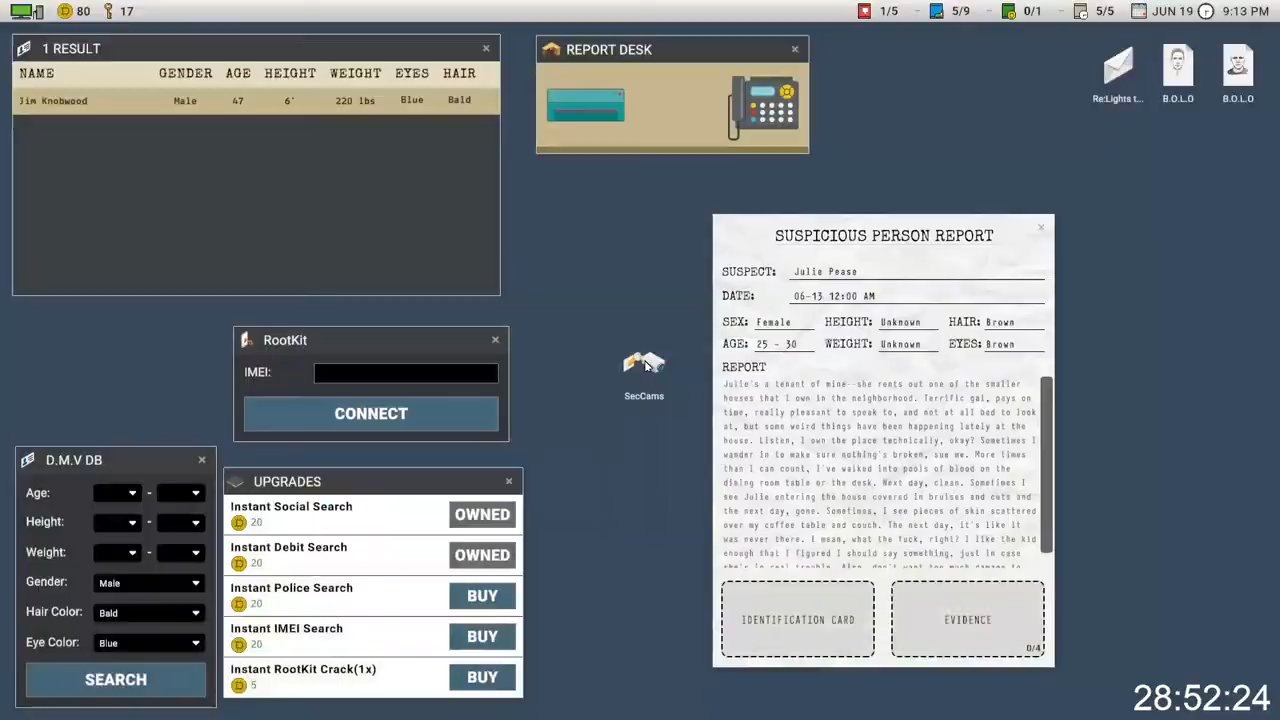 80
17
1/5
5/9
0/1
5/5
JUN 19
9:13 PM
1 RESULT
NAME GENDER AGE HEIGHT WEIGHT EYES HAIR
Jim Knobwood Male 47 6' 220 lbs Blue Bald
REPORT DESK
Re:Lights t...
B.O.L.O
B.O.L.O
SUSPICIOUS PERSON REPORT
SUSPECT: Julie Pease
DATE: 06-13 12:00 AM
SEX: Female HEIGHT: Unknown HAIR: Brown
AGE: 25 - 30 WEIGHT: Unknown EYES: Brown
REPORT
Julie's a tenant of mine--she rents out one of the smaller
houses that I own in the neighborhood. Terrific gal, pays on
time, really pleasant to speak to, and not at all bad to look
at, but some weird things have been happening lately at the
house. Listen, I own the place technically, okay? Sometimes I
wander in to make sure nothing's broken, sue me. More times
than I can count, I've walked into pools of blood on the
dining room table or the desk. Next day, clean. Sometimes I
see Julie entering the house covered in bruises and cuts and
the next day, gone. Sometimes, I see pieces of skin scattered
over my coffee table and couch. The next day, it's like it
was never there. I mean, what the fuck, right? I like the kid
enough that I figured I should say something, just in case
she's in real trouble. Also, don't want too much damage to
IDENTIFICATION CARD
EVIDENCE
0/4
SecCams
RootKit
IMEI:
CONNECT
D.M.V DB
Age: -
Height: -
Weight: -
Gender: Male
Hair Color: Bald
Eye Color: Blue
SEARCH
UPGRADES
Instant Social Search
20
OWNED
Instant Debit Search
20
OWNED
Instant Police Search
20
BUY
Instant IMEI Search
20
BUY
Instant RootKit Crack(1x)
5
BUY
28:52:24